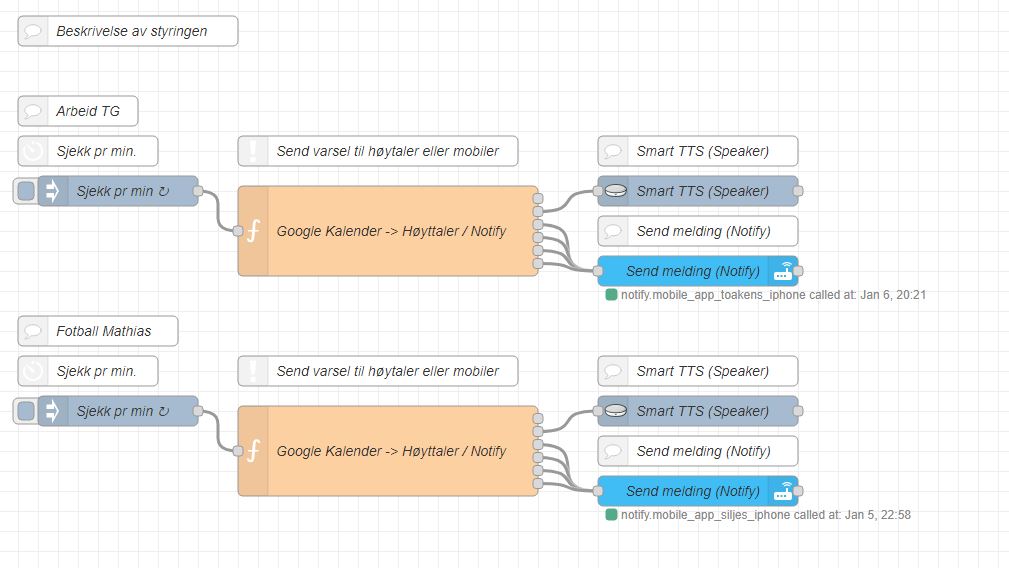 Beskrivelse av styringen
Arbeid TG
Sjekk pr min.
Send varsel til høytaler eller mobiler
Smart TTS (Speaker)
Sjekk pr min ↻
Smart TTS (Speaker)
Google Kalender -> Høyttaler / Notify
Send melding (Notify)
Send melding (Notify)
notify.mobile_app_toakens_iphone called at: Jan 6, 20:21
Fotball Mathias
Sjekk pr min.
Send varsel til høytaler eller mobiler
Smart TTS (Speaker)
Sjekk pr min ↻
Smart TTS (Speaker)
Google Kalender -> Høyttaler / Notify
Send melding (Notify)
Send melding (Notify)
notify.mobile_app_siljes_iphone called at: Jan 5, 22:58